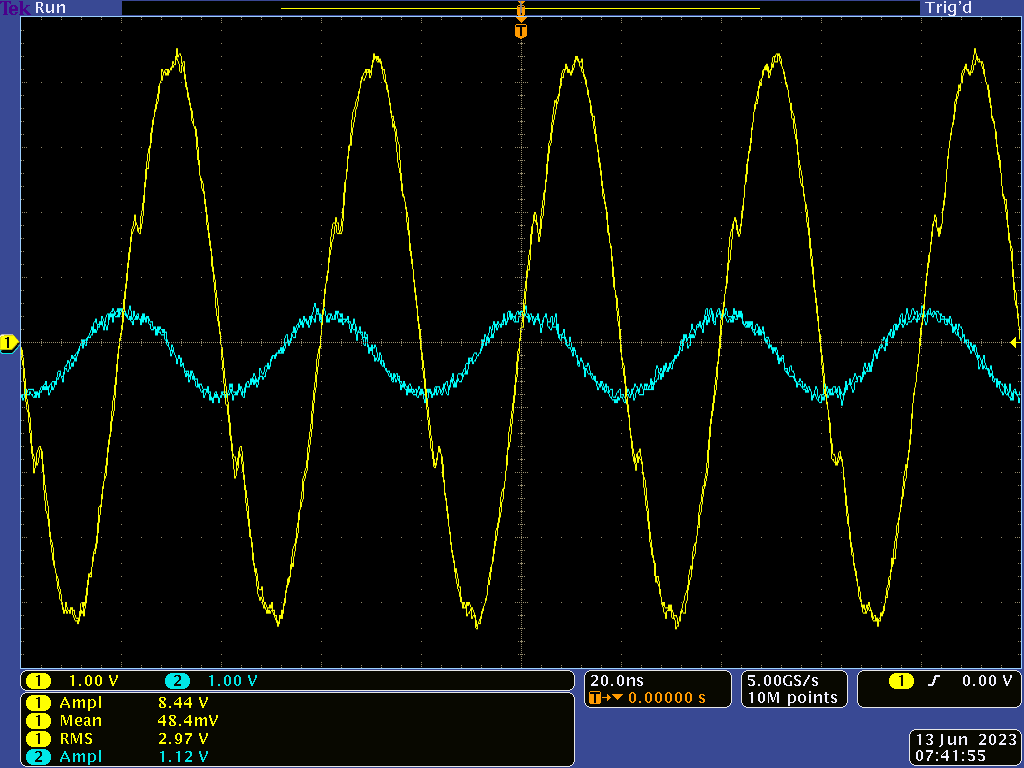 Tek Run Trig'd
T
T
1
1 1.00 V 2 1.00 V
1 Ampl 8.44 V
1 Mean 48.4mV
1 RMS 2.97 V
2 Ampl 1.12 V
20.0ns
T→▼ 0.00000 s
5.00GS/s
10M points
1 0.00 V
13 Jun 2023
07:41:55